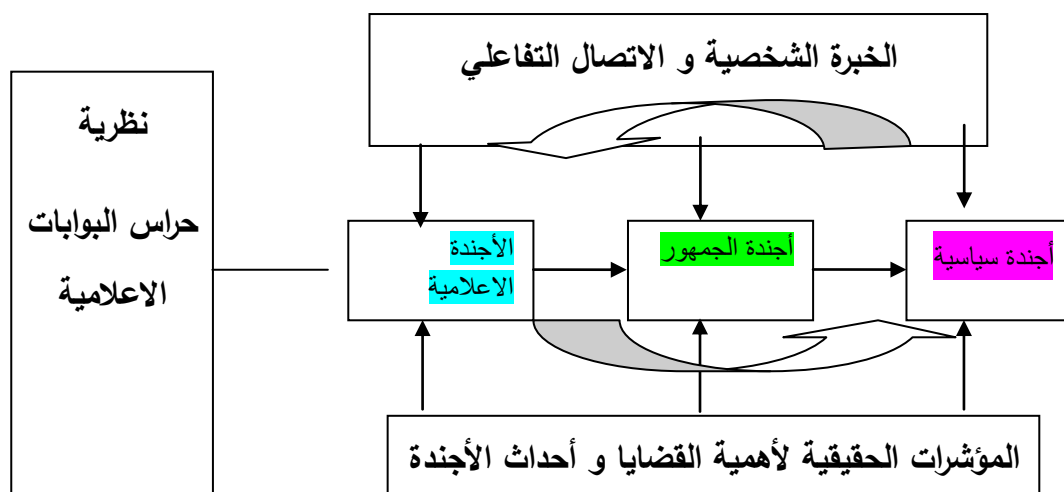 الخبرة الشخصية و الاتصال التفاعلي
نظرية
حراس البوابات
الاعلامية
الأجندة
الاعلامية
أجندة الجمهور
أجندة سياسية
المؤشرات الحقيقية لأهمية القضايا و أحداث الأجندة